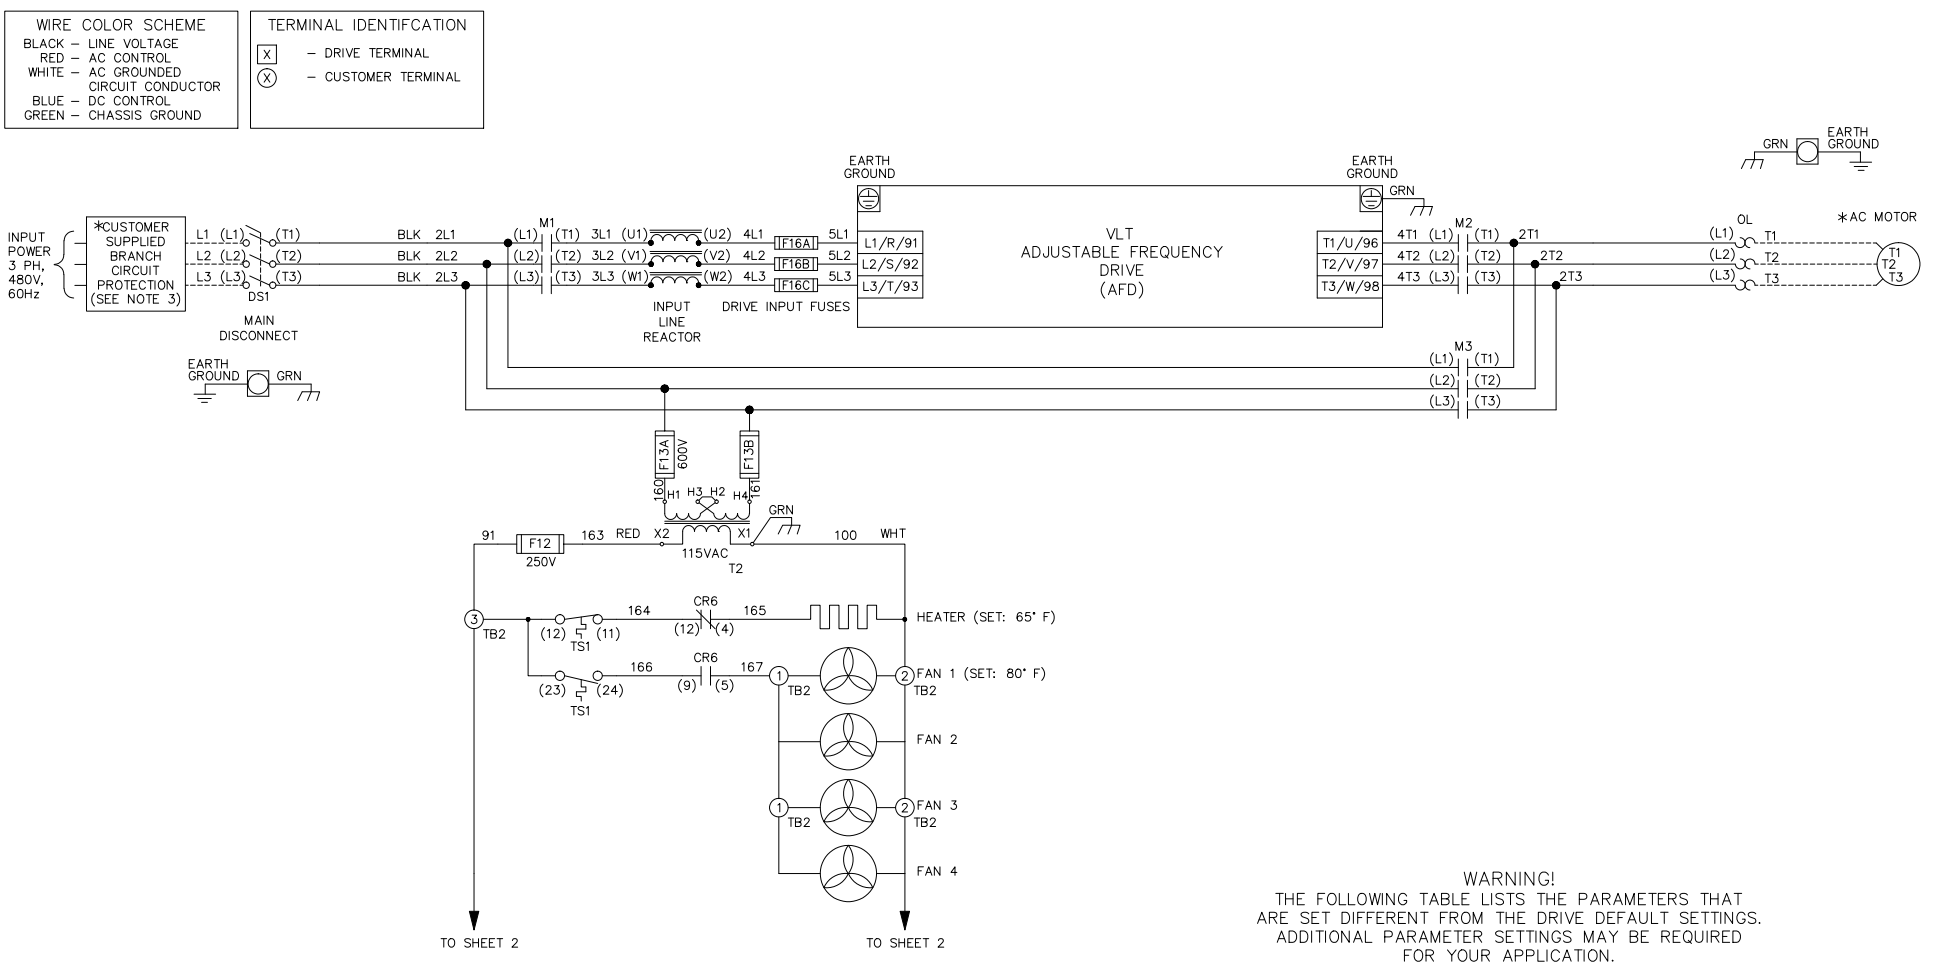 WIRE COLOR SCHEME
BLACK – LINE VOLTAGE
RED – AC CONTROL
WHITE – AC GROUNDED
CIRCUIT CONDUCTOR
BLUE – DC CONTROL
GREEN – CHASSIS GROUND
TERMINAL IDENTIFCATION
X – DRIVE TERMINAL
X – CUSTOMER TERMINAL
INPUT
POWER
3 PH,
480V,
60Hz
*CUSTOMER
SUPPLIED
BRANCH
CIRCUIT
PROTECTION
(SEE NOTE 3)
L1 (L1) (T1) BLK 2L1 (L1) M1 (T1) 3L1 (U1) (U2) 4L1 F16A 5L1
L2 (L2) (T2) BLK 2L2 (L2) (T2) 3L2 (V1) (V2) 4L2 F16B 5L2
L3 (L3) (T3) BLK 2L3 (L3) (T3) 3L3 (W1) (W2) 4L3 F16C 5L3
DS1
MAIN
DISCONNECT
INPUT
LINE
REACTOR
DRIVE INPUT FUSES
EARTH
GROUND
GRN
EARTH
GROUND
L1/R/91
L2/S/92
L3/T/93
VLT
ADJUSTABLE FREQUENCY
DRIVE
(AFD)
EARTH
GROUND
GRN
T1/U/96
T2/V/97
T3/W/98
4T1 (L1) M2 (T1) 2T1
4T2 (L2) (T2) 2T2
4T3 (L3) (T3) 2T3
GRN
EARTH
GROUND
OL
(L1) T1
(L2) T2
(L3) T3
*AC MOTOR
T1
T2
T3
M3
(L1) (T1)
(L2) (T2)
(L3) (T3)
F13A
600V
F13B
160
161
H1 H3 H2 H4
GRN
91 F12 163 RED X2 X1 100 WHT
250V
115VAC
T2
3
TB2
(12) (11)
TS1
164
CR6
(12) (4)
165
HEATER (SET: 65° F)
(23) (24)
TS1
166
CR6
(9) (5)
167
1
TB2
2
TB2
FAN 1 (SET: 80° F)
FAN 2
1
TB2
2
TB2
FAN 3
FAN 4
TO SHEET 2
TO SHEET 2
WARNING!
THE FOLLOWING TABLE LISTS THE PARAMETERS THAT
ARE SET DIFFERENT FROM THE DRIVE DEFAULT SETTINGS.
ADDITIONAL PARAMETER SETTINGS MAY BE REQUIRED
FOR YOUR APPLICATION.